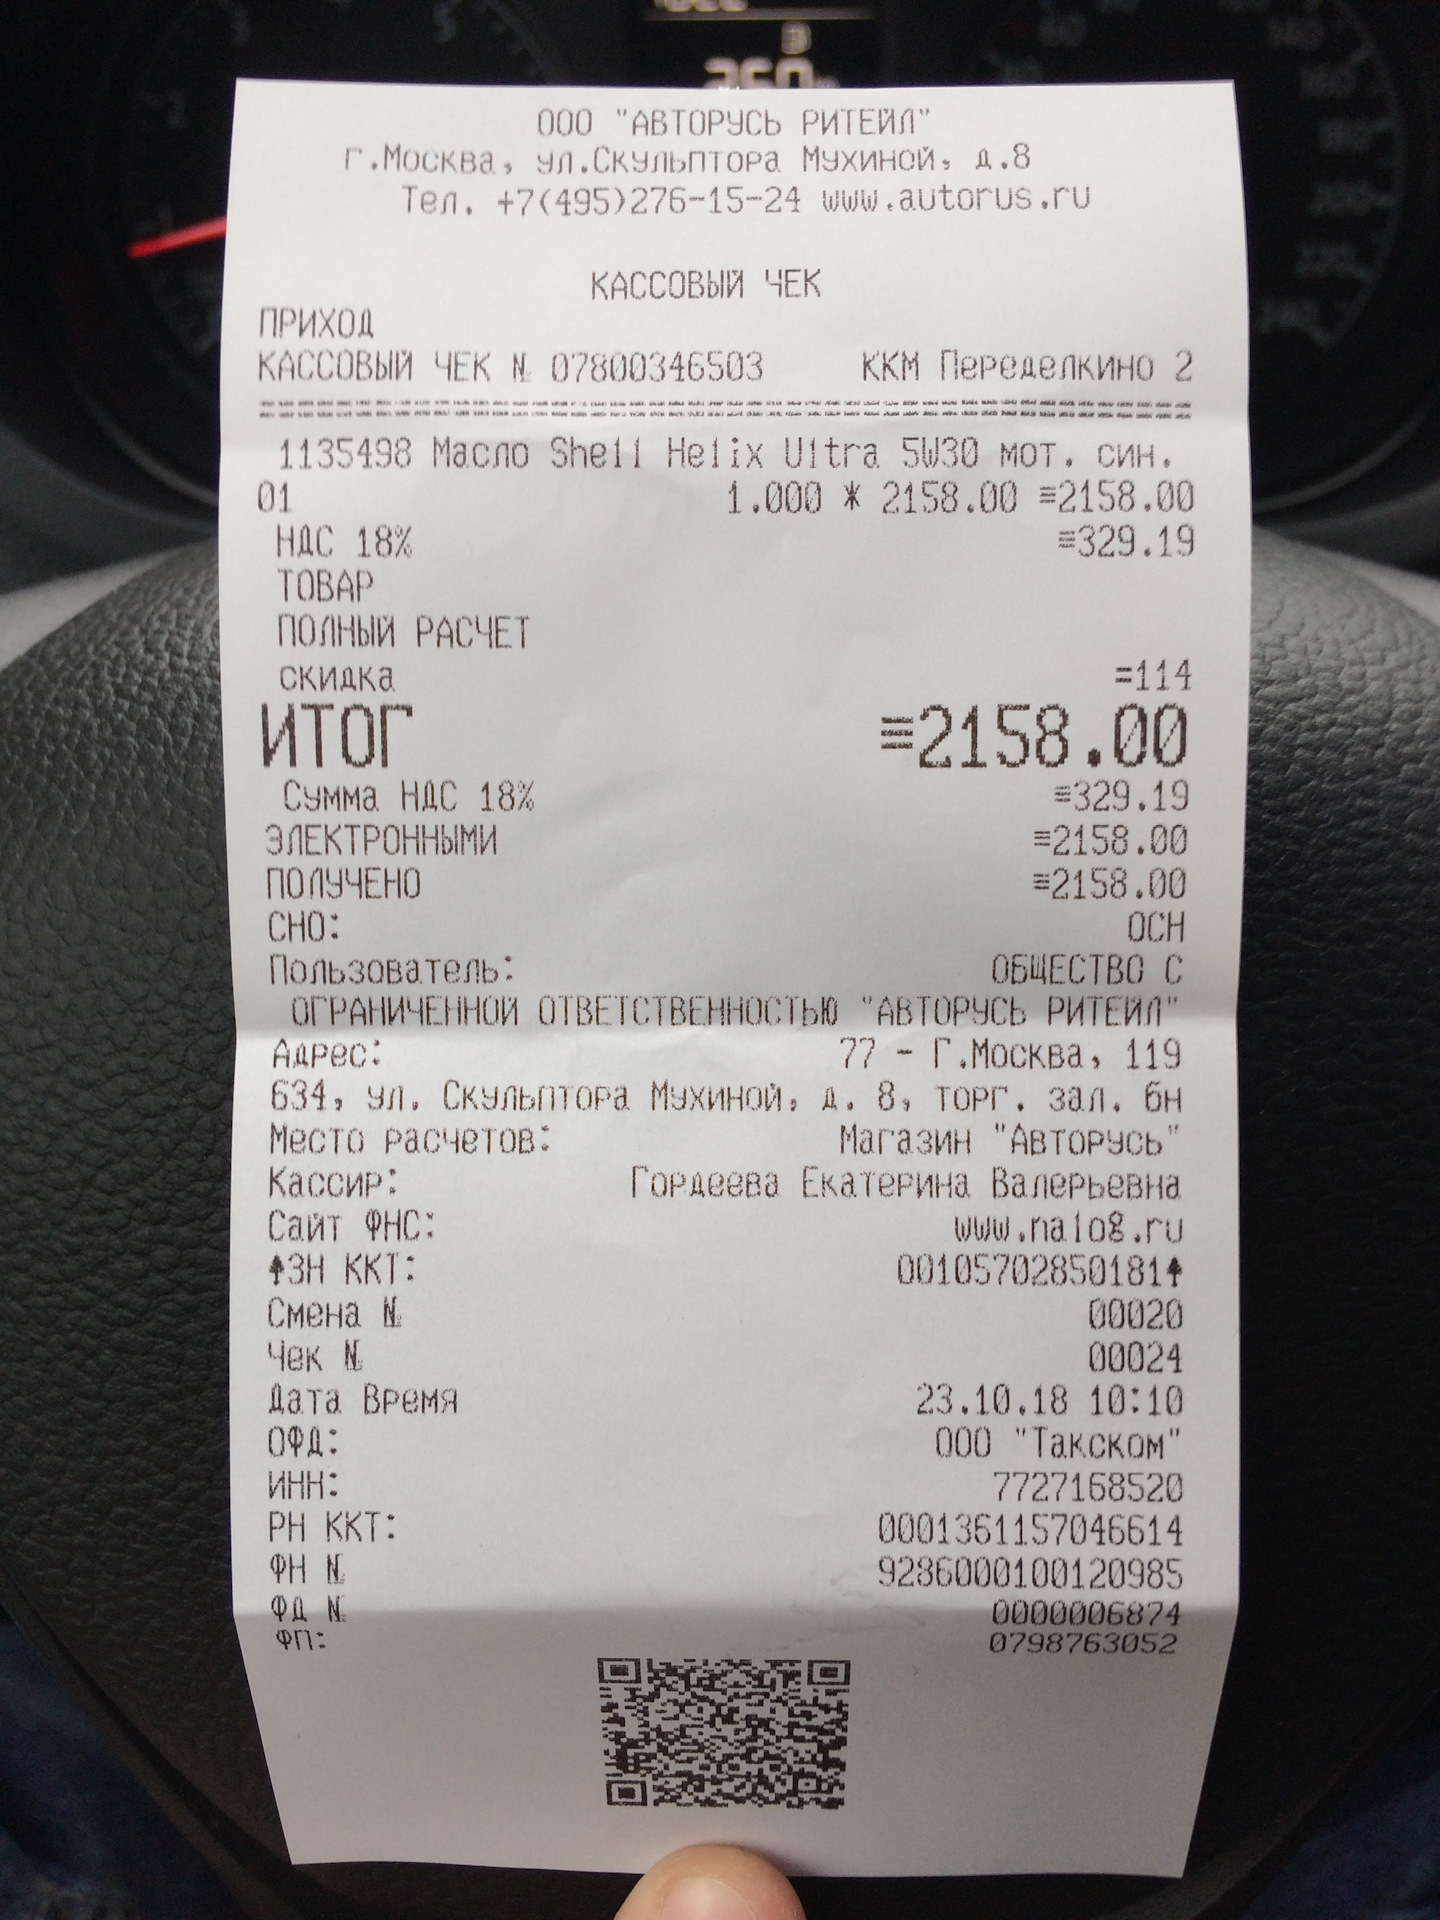 ООО "АВТОРУСЬ РИТЕЙЛ"
г.Москва, ул.Скульптора Мухиной, д.8
Тел. +7(495)276-15-24 www.autorus.ru
КАССОВЫЙ ЧЕК
ПРИХОД
КАССОВЫЙ ЧЕК № 07800346503 ККМ Переделкино 2
1135498 Масло Shell Helix Ultra 5W30 мот. син.
01 1.000 * 2158.00 ≡2158.00
НДС 18% ≡329.19
ТОВАР
ПОЛНЫЙ РАСЧЕТ
скидка =114
ИТОГ ≡2158.00
Сумма НДС 18% ≡329.19
ЭЛЕКТРОННЫМИ ≡2158.00
ПОЛУЧЕНО ≡2158.00
СНО: ОСН
Пользователь: ОБЩЕСТВО С
ОГРАНИЧЕННОЙ ОТВЕТСТВЕННОСТЬЮ "АВТОРУСЬ РИТЕЙЛ"
Адрес: 77 - Г.Москва, 119
634, ул. Скульптора Мухиной, д. 8, торг. зал. 6н
Место расчетов: Магазин "Авторусь"
Кассир: Гордеева Екатерина Валерьевна
Сайт ФНС: www.nalog.ru
ЗН ККТ: 00105702850181
Смена № 00020
Чек № 00024
Дата Время 23.10.18 10:10
ОФД: ООО "Такском"
ИНН: 7727168520
РН ККТ: 0001361157046614
ФН № 9286000100120985
ФД № 0000006874
ФП: 0798763052